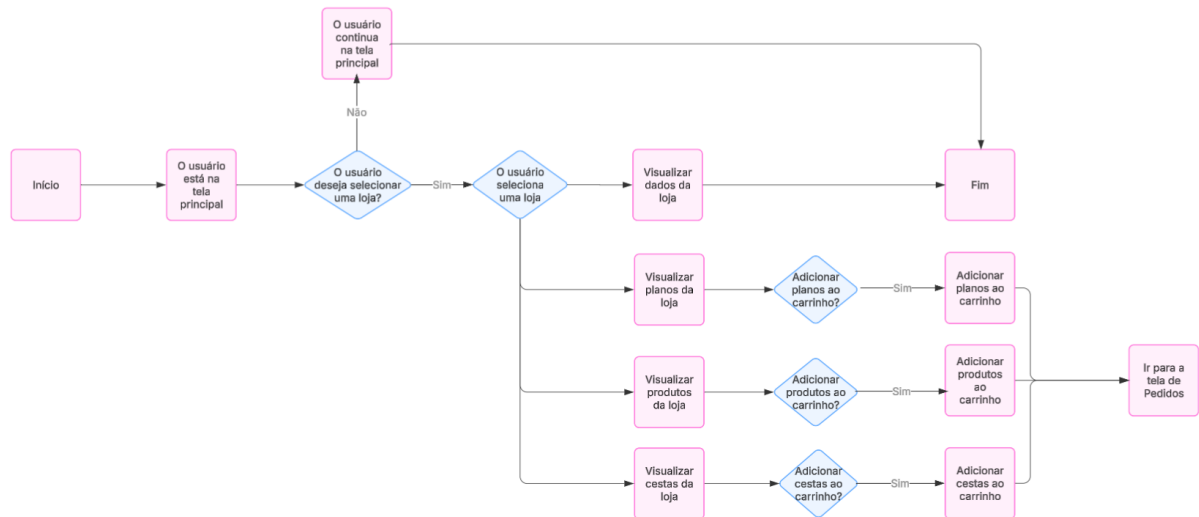 O usuário
continua
na tela
principal
Não
Início
O usuário
está na
tela
principal
O usuário
deseja selecionar
uma loja?
Sim
O usuário
seleciona
uma loja
Visualizar
dados da
loja
Fim
Visualizar
planos da
loja
Adicionar
planos ao
carrinho?
Sim
Adicionar
planos ao
carrinho
Visualizar
produtos
da loja
Adicionar
produtos ao
carrinho?
Sim
Adicionar
produtos
ao
carrinho
Ir para a
tela de
Pedidos
Visualizar
cestas da
loja
Adicionar
cestas ao
carrinho?
Sim
Adicionar
cestas ao
carrinho